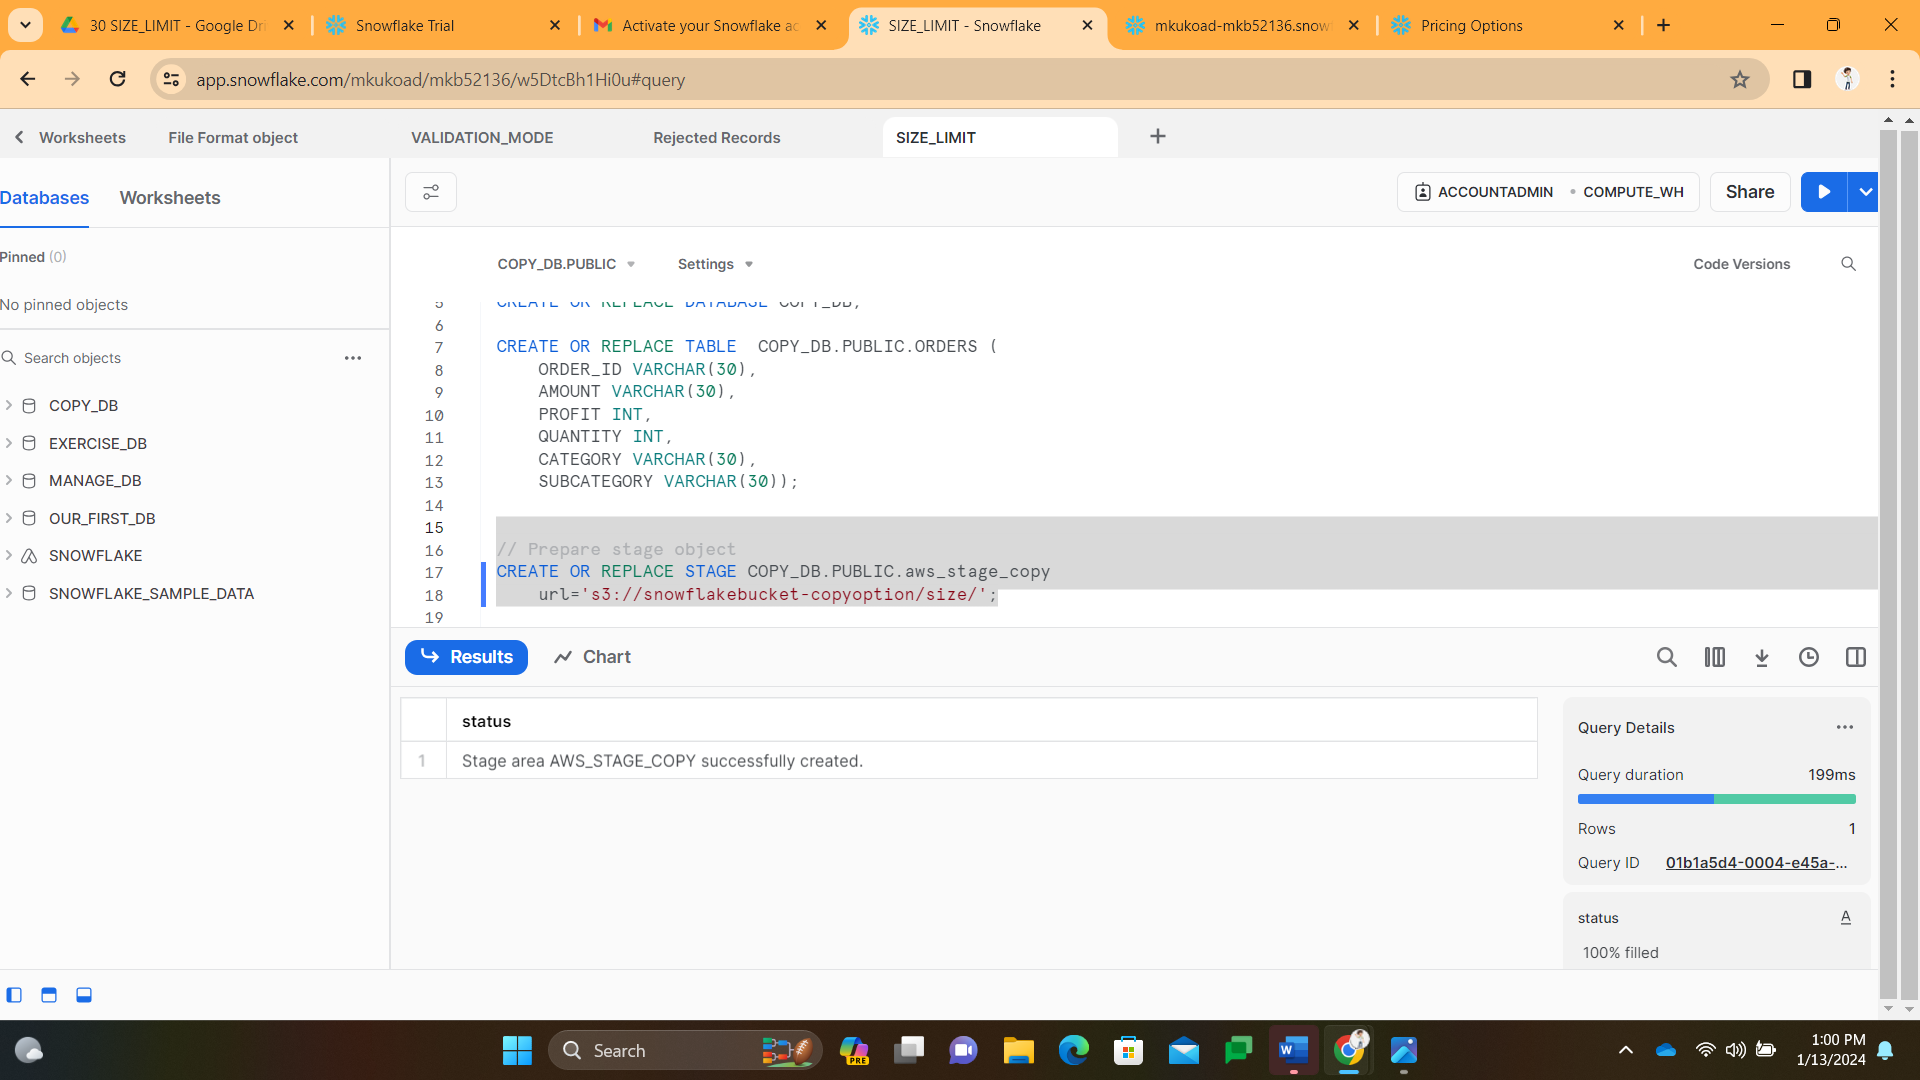 30 SIZE_LIMIT - Google Dri
Snowflake Trial
Activate your Snowflake ac
SIZE_LIMIT - Snowflake
mkukoad-mkb52136.snow
Pricing Options
app.snowflake.com/mkukoad/mkb52136/w5DtcBh1Hi0u#query
Worksheets
File Format object
VALIDATION_MODE
Rejected Records
SIZE_LIMIT
Databases
Worksheets
ACCOUNTADMIN
COMPUTE_WH
Share
Pinned (0)
No pinned objects
Search objects
COPY_DB
EXERCISE_DB
MANAGE_DB
OUR_FIRST_DB
SNOWFLAKE
SNOWFLAKE_SAMPLE_DATA
COPY_DB.PUBLIC
Settings
Code Versions
5 CREATE OR REPLACE DATABASE COPY_DB;
6
7 CREATE OR REPLACE TABLE  COPY_DB.PUBLIC.ORDERS (
8     ORDER_ID VARCHAR(30),
9     AMOUNT VARCHAR(30),
10     PROFIT INT,
11     QUANTITY INT,
12     CATEGORY VARCHAR(30),
13     SUBCATEGORY VARCHAR(30));
14
15
16 // Prepare stage object
17 CREATE OR REPLACE STAGE COPY_DB.PUBLIC.aws_stage_copy
18     url='s3://snowflakebucket-copyoption/size/';
19
Results
Chart
status
1 Stage area AWS_STAGE_COPY successfully created.
Query Details
Query duration 199ms
Rows 1
Query ID 01b1a5d4-0004-e45a-...
status A
100% filled
Search
PRE
W
1:00 PM
1/13/2024